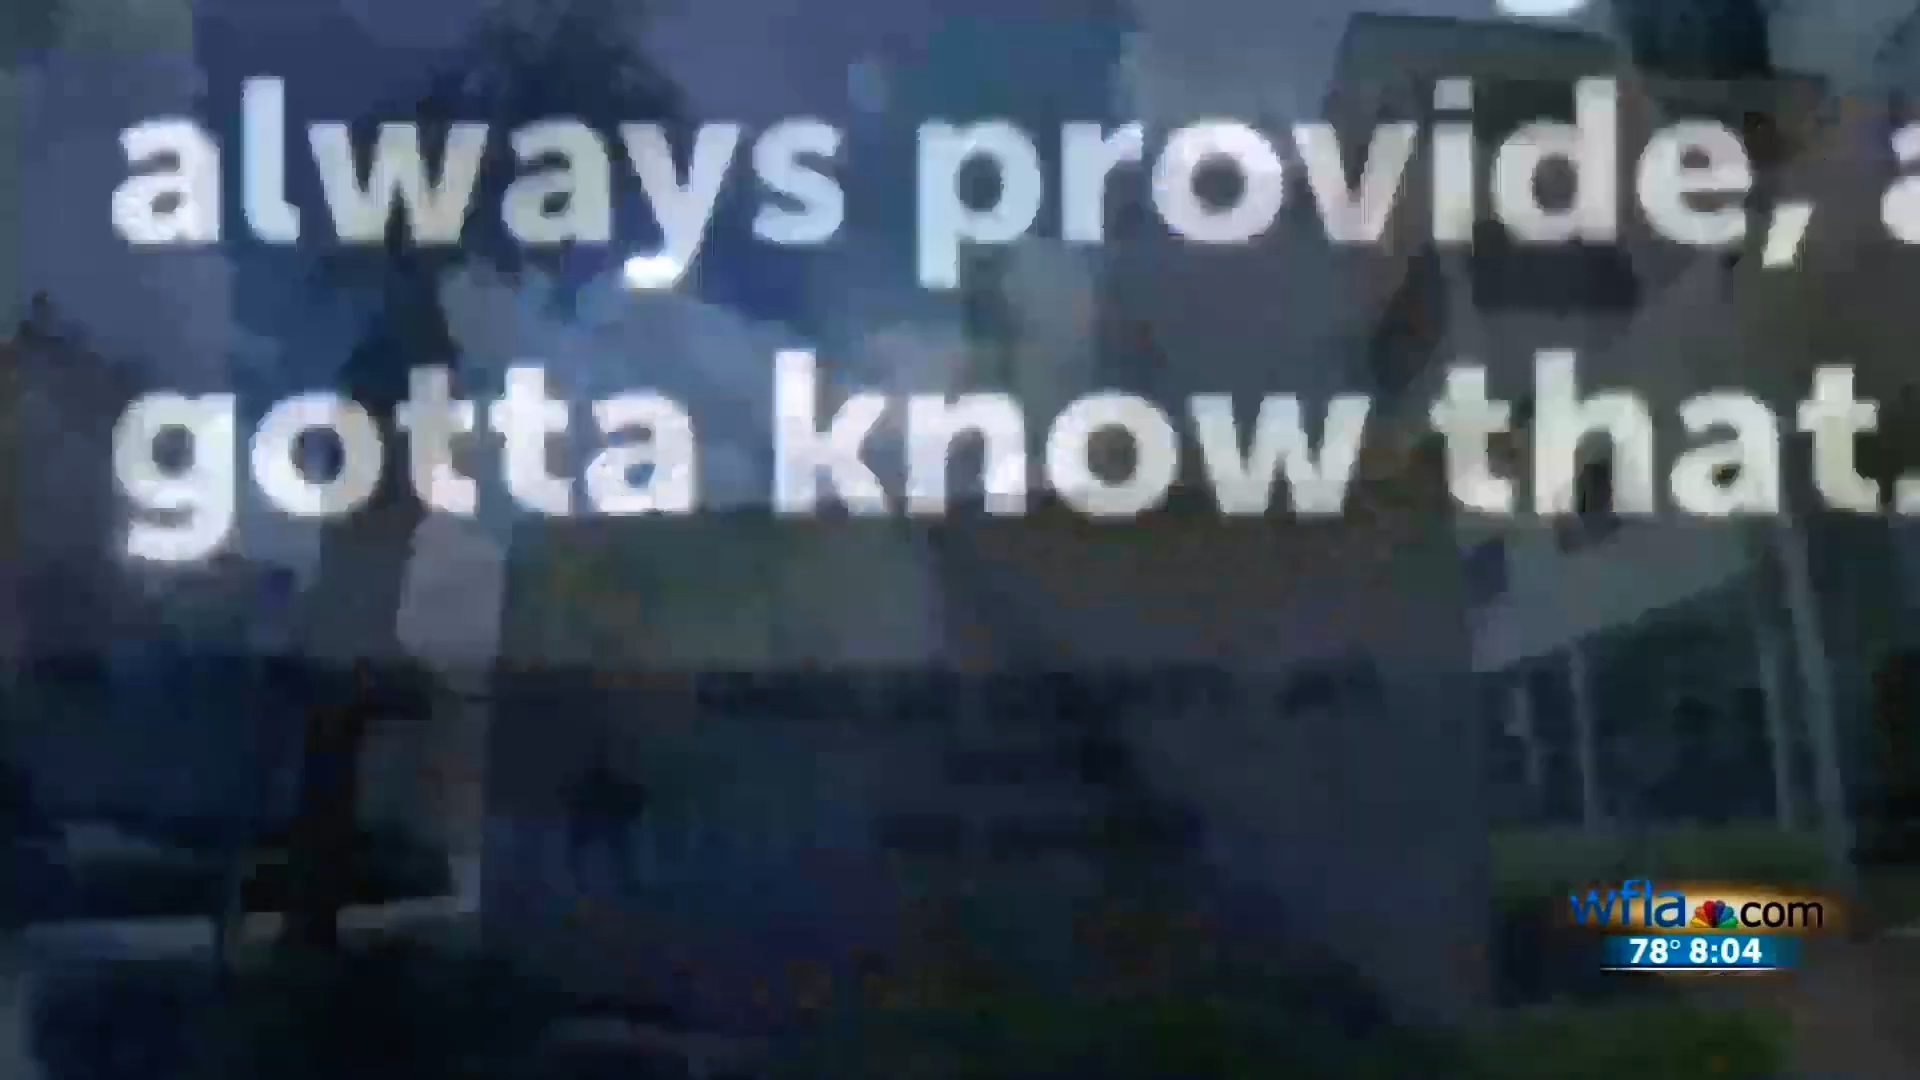 always provide, a
gotta know that.
wfla.com
78° 8:04